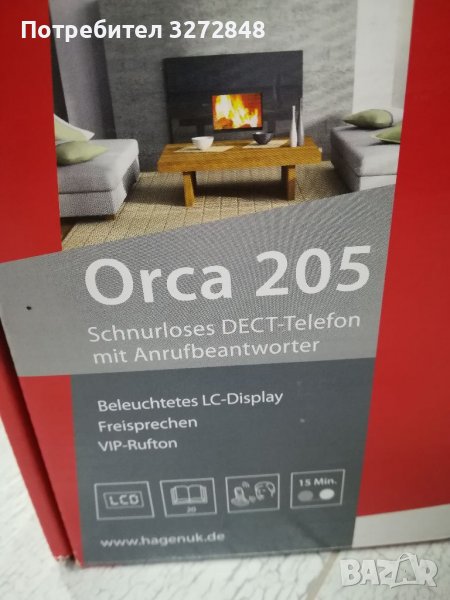 Потребител 3272848
Orca 205
Schnurloses DECT-Telefon
mit Anrufbeantworter
Beleuchtetes LC-Display
Freisprechen
VIP-Rufton
LCD
20
15 Min.
www.hagenuk.de
BAZAR